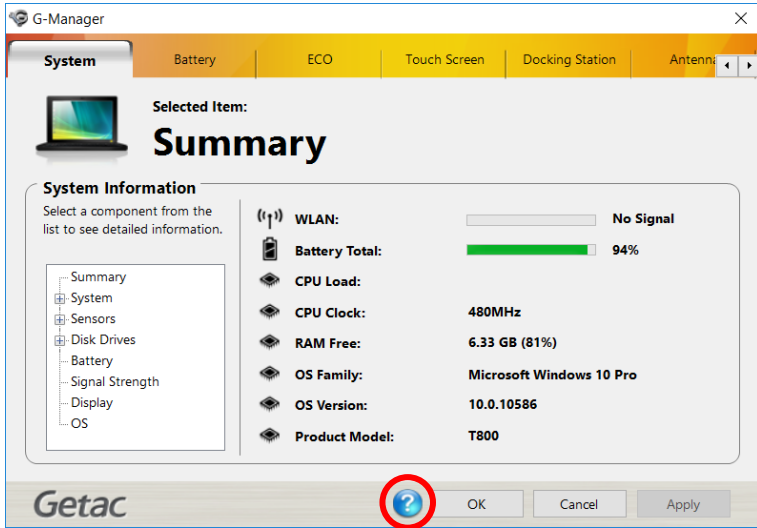 G-Manager
System Battery ECO Touch Screen Docking Station Antenna
Selected Item:
Summary
System Information
Select a component from the
list to see detailed information.
Summary
System
Sensors
Disk Drives
Battery
Signal Strength
Display
OS
WLAN: No Signal
Battery Total: 94%
CPU Load:
CPU Clock: 480MHz
RAM Free: 6.33 GB (81%)
OS Family: Microsoft Windows 10 Pro
OS Version: 10.0.10586
Product Model: T800
Getac ? OK Cancel Apply